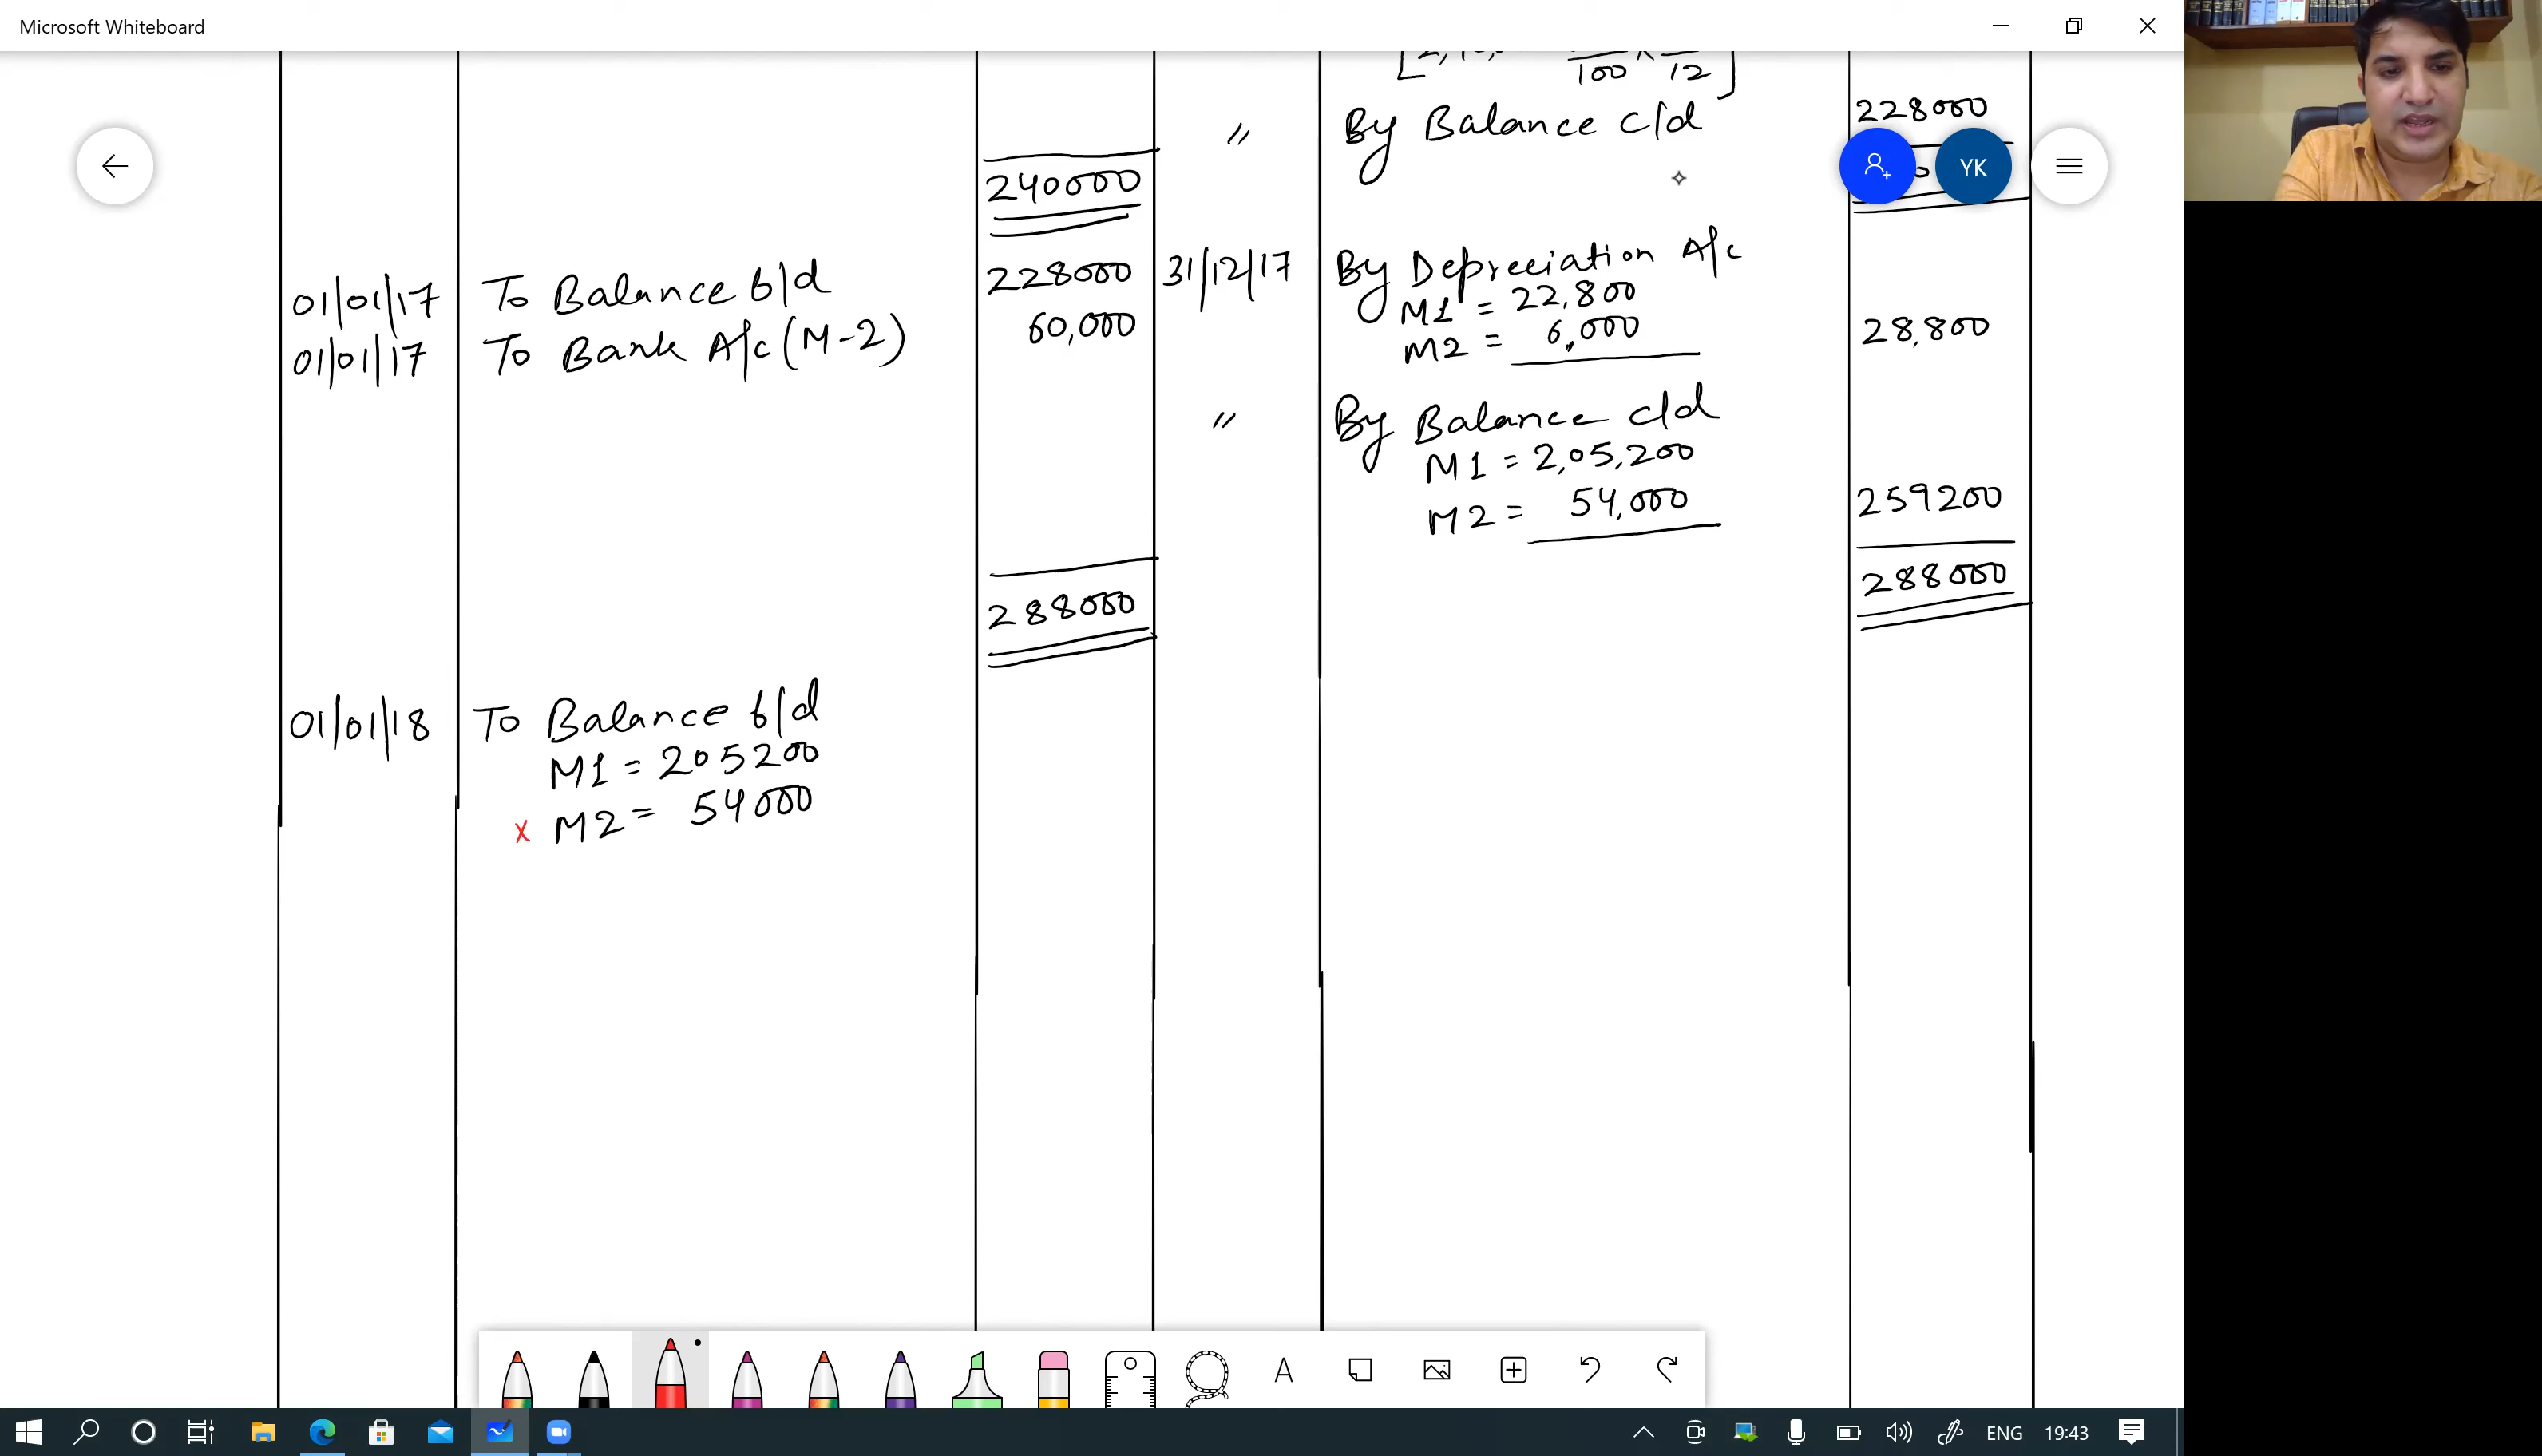 Microsoft Whiteboard
100 12
By Balance c/d 228000
"
240000
YK
01/01/17 To Balance b/d 228000
01/01/17 To Bank A/c (M-2) 60,000
288000
01/01/18 To Balance b/d
M1 = 205200
x M2 = 54000
31/12/17 By Depreciation A/c
M1 = 22,800
M2 = 6,000 28,800
" By Balance c/d
M1 = 2,05,200
M2 = 54,000 259200
288000
A
ENG 19:43